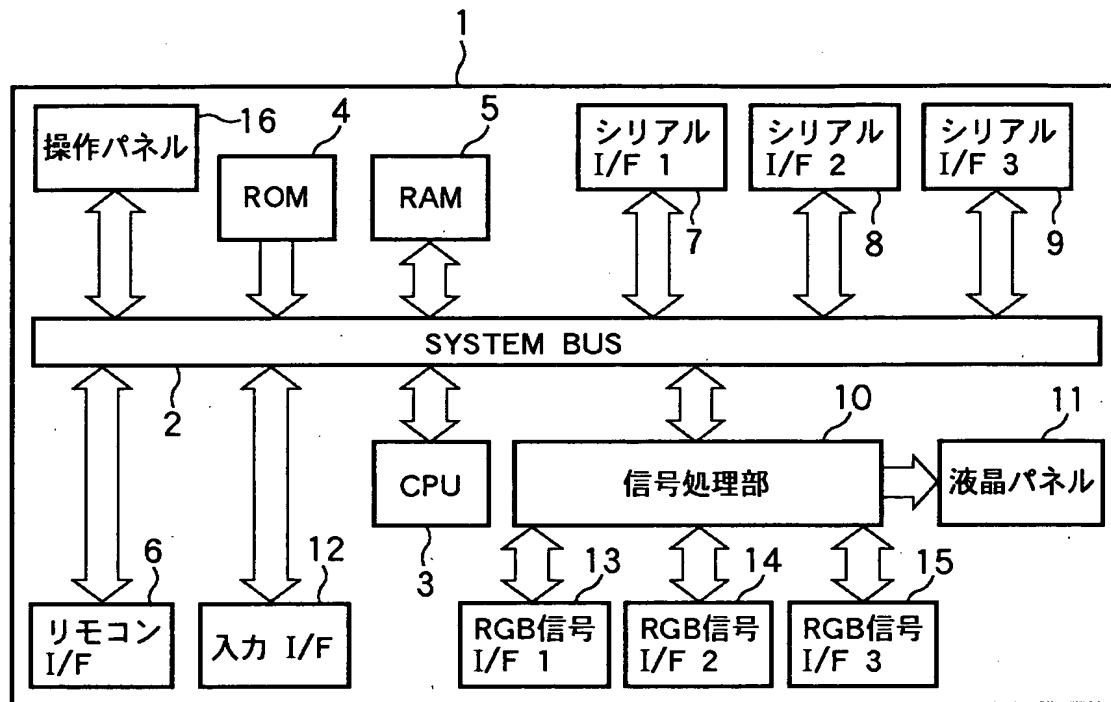 1
操作パネル
16
ROM
4
RAM
5
シリアル
I/F 1
7
シリアル
I/F 2
8
シリアル
I/F 3
9
SYSTEM BUS
2
CPU
3
信号処理部
10
液晶パネル
11
リモコン
I/F
6
入力 I/F
12
RGB信号
I/F 1
13
RGB信号
I/F 2
14
RGB信号
I/F 3
15